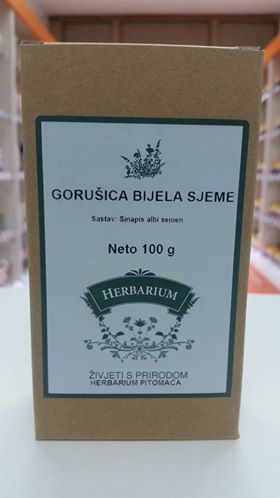 GORUŠICA BIJELA SJEME
Sastav: Sinapis albi semen
Neto 100 g
HERBARIUM
ŽIVJETI S PRIRODOM
HERBARIUM PITOMAČA